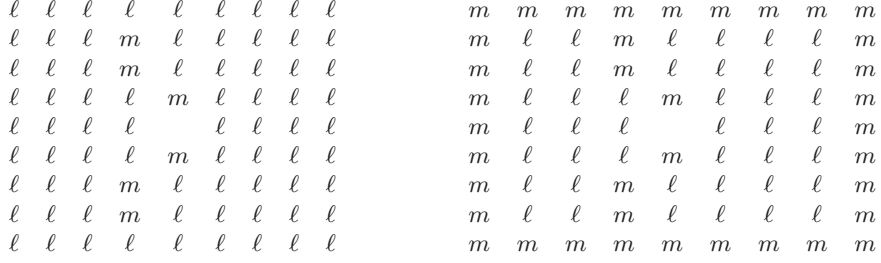 ℓ ℓ ℓ ℓ ℓ ℓ ℓ ℓ ℓ m m m m m m m m m
ℓ ℓ ℓ m ℓ ℓ ℓ ℓ ℓ m ℓ ℓ m ℓ ℓ ℓ ℓ m
ℓ ℓ ℓ m ℓ ℓ ℓ ℓ ℓ m ℓ ℓ m ℓ ℓ ℓ ℓ m
ℓ ℓ ℓ ℓ m ℓ ℓ ℓ ℓ m ℓ ℓ ℓ m ℓ ℓ ℓ m
ℓ ℓ ℓ ℓ ℓ ℓ ℓ ℓ m ℓ ℓ ℓ ℓ ℓ ℓ m
ℓ ℓ ℓ ℓ m ℓ ℓ ℓ ℓ m ℓ ℓ ℓ m ℓ ℓ ℓ m
ℓ ℓ ℓ m ℓ ℓ ℓ ℓ ℓ m ℓ ℓ m ℓ ℓ ℓ ℓ m
ℓ ℓ ℓ m ℓ ℓ ℓ ℓ ℓ m ℓ ℓ m ℓ ℓ ℓ ℓ m
ℓ ℓ ℓ ℓ ℓ ℓ ℓ ℓ ℓ m m m m m m m m m